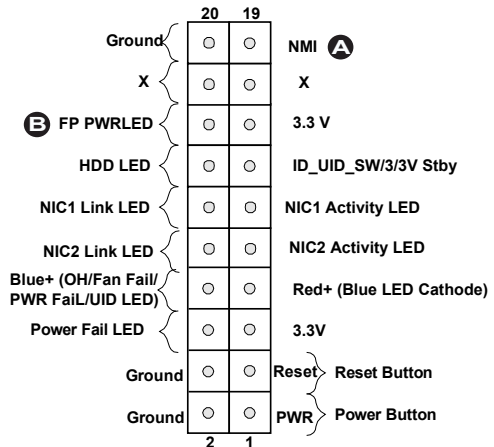 20 19
Ground NMI A
X X
B FP PWRLED 3.3 V
HDD LED ID_UID_SW/3/3V Stby
NIC1 Link LED NIC1 Activity LED
NIC2 Link LED NIC2 Activity LED
Blue+ (OH/Fan Fail/
PWR FaiL/UID LED) Red+ (Blue LED Cathode)
Power Fail LED 3.3V
Ground Reset Reset Button
Ground PWR Power Button
2 1